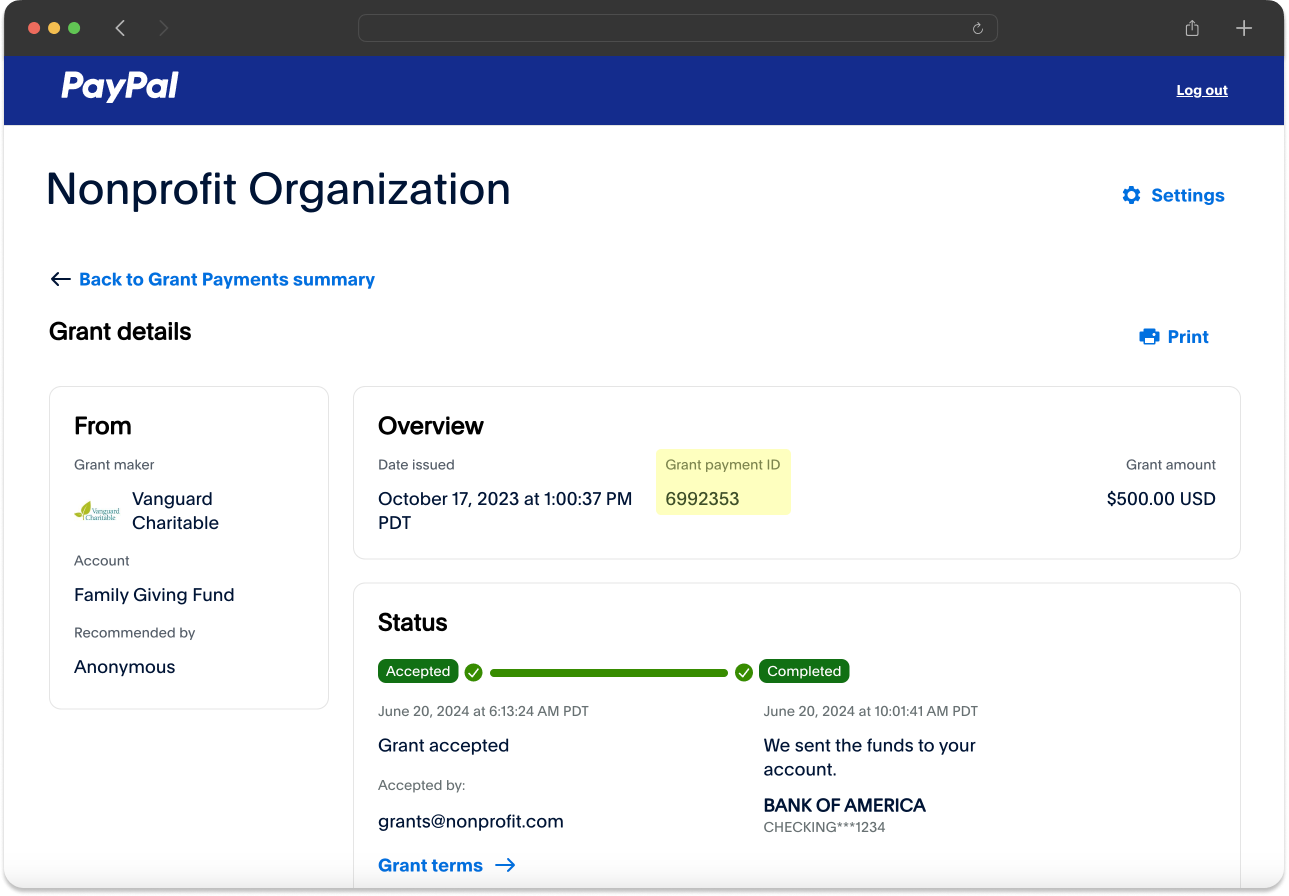 PayPal
Log out
Nonprofit Organization
Settings
Back to Grant Payments summary
Grant details
Print
From
Grant maker
Vanguard
Charitable
Vanguard
Charitable
Account
Family Giving Fund
Recommended by
Anonymous
Overview
Date issued
October 17, 2023 at 1:00:37 PM
PDT
Grant payment ID
6992353
Grant amount
$500.00 USD
Status
Accepted
Completed
June 20, 2024 at 6:13:24 AM PDT
Grant accepted
Accepted by:
grants@nonprofit.com
Grant terms
June 20, 2024 at 10:01:41 AM PDT
We sent the funds to your
account.
BANK OF AMERICA
CHECKING***1234